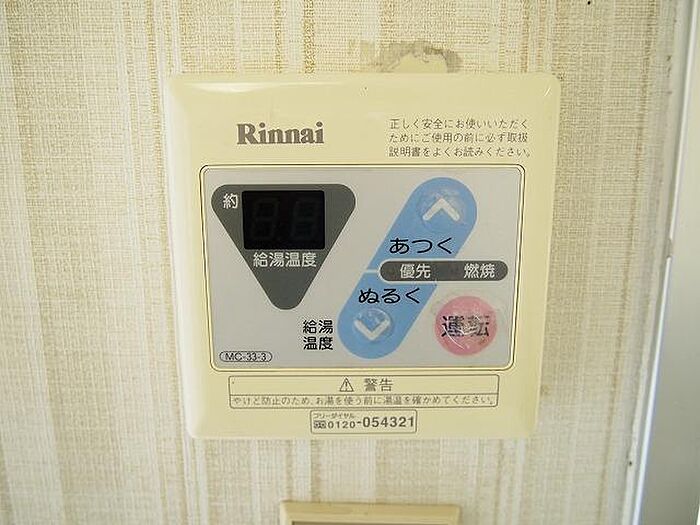 Rinnai
正しく安全にお使いいただく
ためにご使用の前に必ず取扱
説明書をよくお読みください。
約
給湯温度
あつく
優先 燃焼
ぬるく
給湯
温度
運転
MC-33-3
⚠ 警告
やけど防止のため、お湯を使う前に湯温を確かめてください。
フリーダイヤル
0120-054321